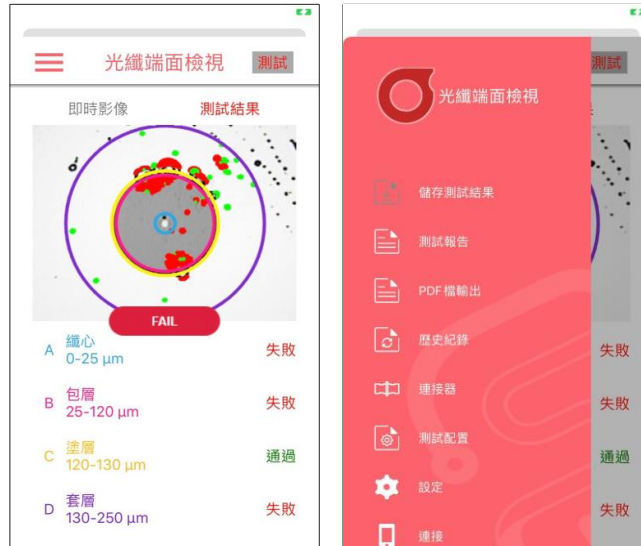 光纖端面檢視
測試
即時影像
測試結果
FAIL
A
纖心
0-25 μm
失敗
B
包層
25-120 μm
失敗
C
塗層
120-130 μm
通過
D
套層
130-250 μm
失敗
光纖端面檢視
測試
儲存測試結果
測試報告
PDF檔輸出
歷史紀錄
連接器
測試配置
設定
連接
失敗
失敗
通過
失敗